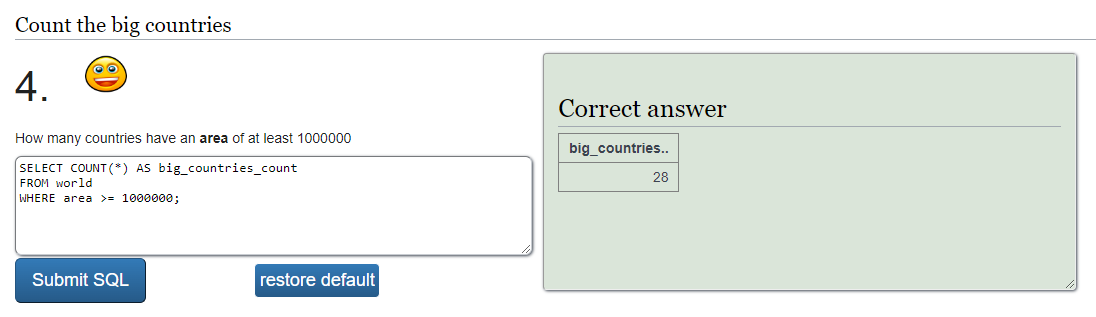 Count the big countries
4.
How many countries have an area of at least 1000000
SELECT COUNT(*) AS big_countries_count
FROM world
WHERE area >= 1000000;
Submit SQL
restore default
Correct answer
big_countries..
28